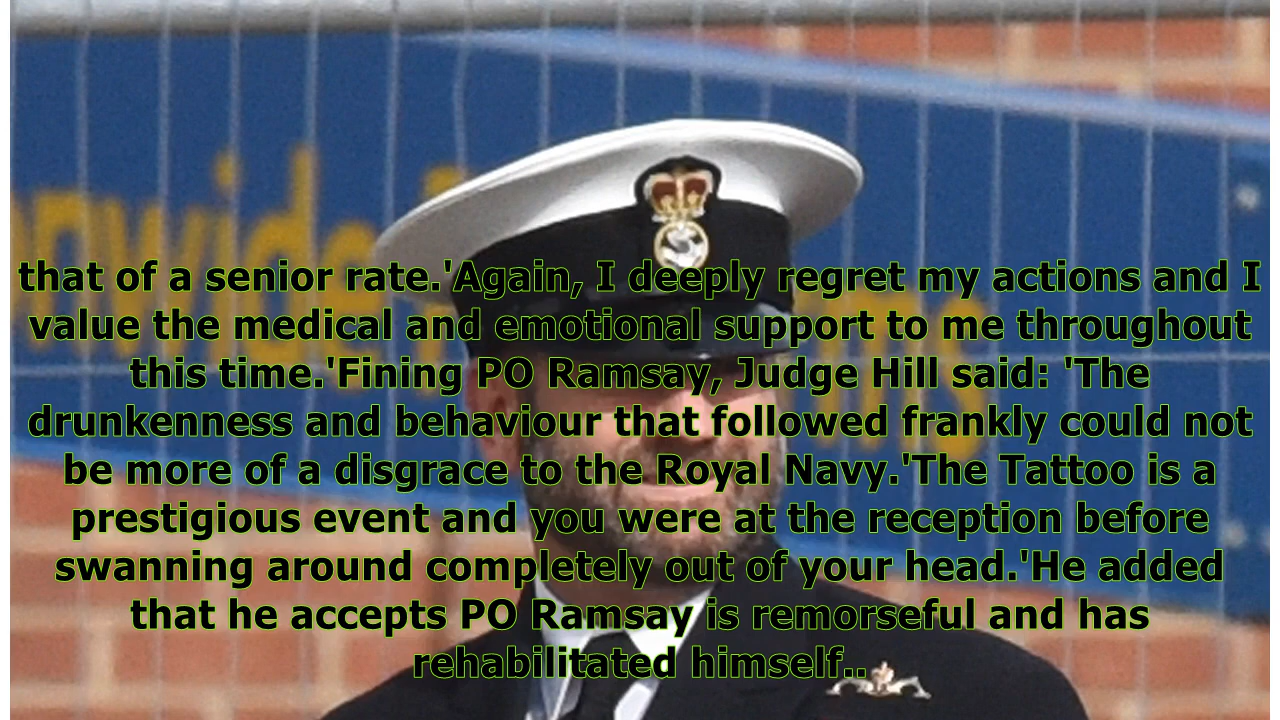 that of a senior rate.'Again, I deeply regret my actions and I
value the medical and emotional support to me throughout
this time.'Fining PO Ramsay, Judge Hill said: 'The
drunkenness and behaviour that followed frankly could not
be more of a disgrace to the Royal Navy.'The Tattoo is a
prestigious event and you were at the reception before
swanning around completely out of your head.'He added
that he accepts PO Ramsay is remorseful and has
rehabilitated himself..